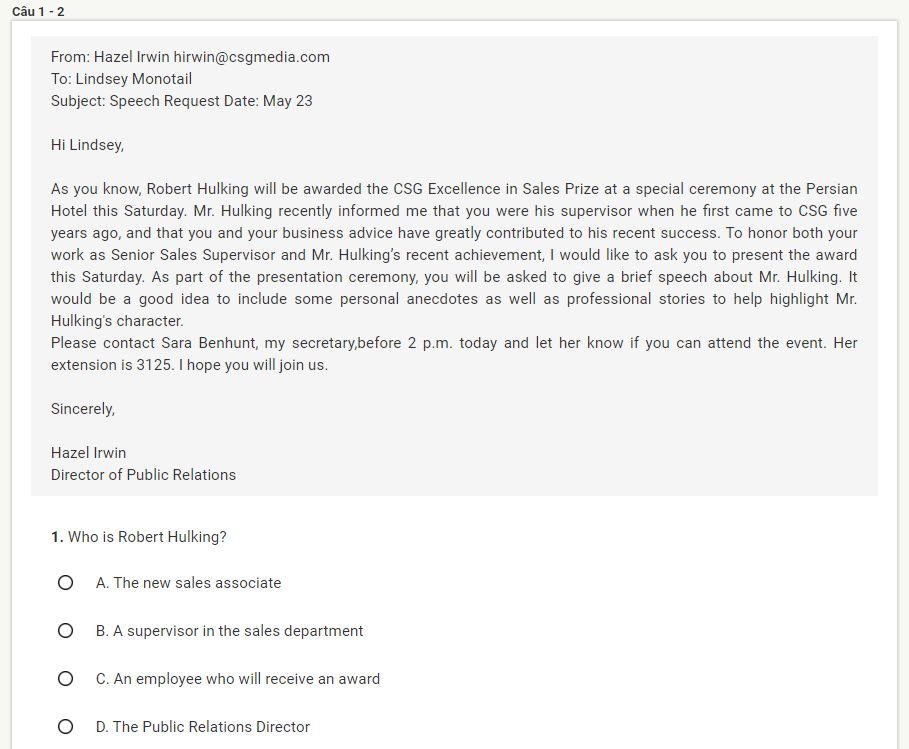 Câu 1 - 2
From: Hazel Irwin hirwin@csgmedia.com
To: Lindsey Monotail
Subject: Speech Request Date: May 23
Hi Lindsey,
As you know, Robert Hulking will be awarded the CSG Excellence in Sales Prize at a special ceremony at the Persian
Hotel this Saturday. Mr. Hulking recently informed me that you were his supervisor when he first came to CSG five
years ago, and that you and your business advice have greatly contributed to his recent success. To honor both your
work as Senior Sales Supervisor and Mr. Hulking's recent achievement, I would like to ask you to present the award
this Saturday. As part of the presentation ceremony, you will be asked to give a brief speech about Mr. Hulking. It
would be a good idea to include some personal anecdotes as well as professional stories to help highlight Mr.
Hulking's character.
Please contact Sara Benhunt, my secretary,before 2 p.m. today and let her know if you can attend the event. Her
extension is 3125. I hope you will join us.
Sincerely,
Hazel Irwin
Director of Public Relations
1. Who is Robert Hulking?
A. The new sales associate
B. A supervisor in the sales department
C. An employee who will receive an award
D. The Public Relations Director